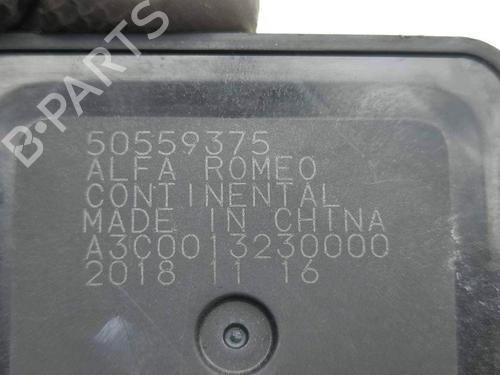 50559375
ALFA ROMEO
CONTINENTAL
MADE IN CHINA
A3C0013230000
2018 11 16
B-PARTS